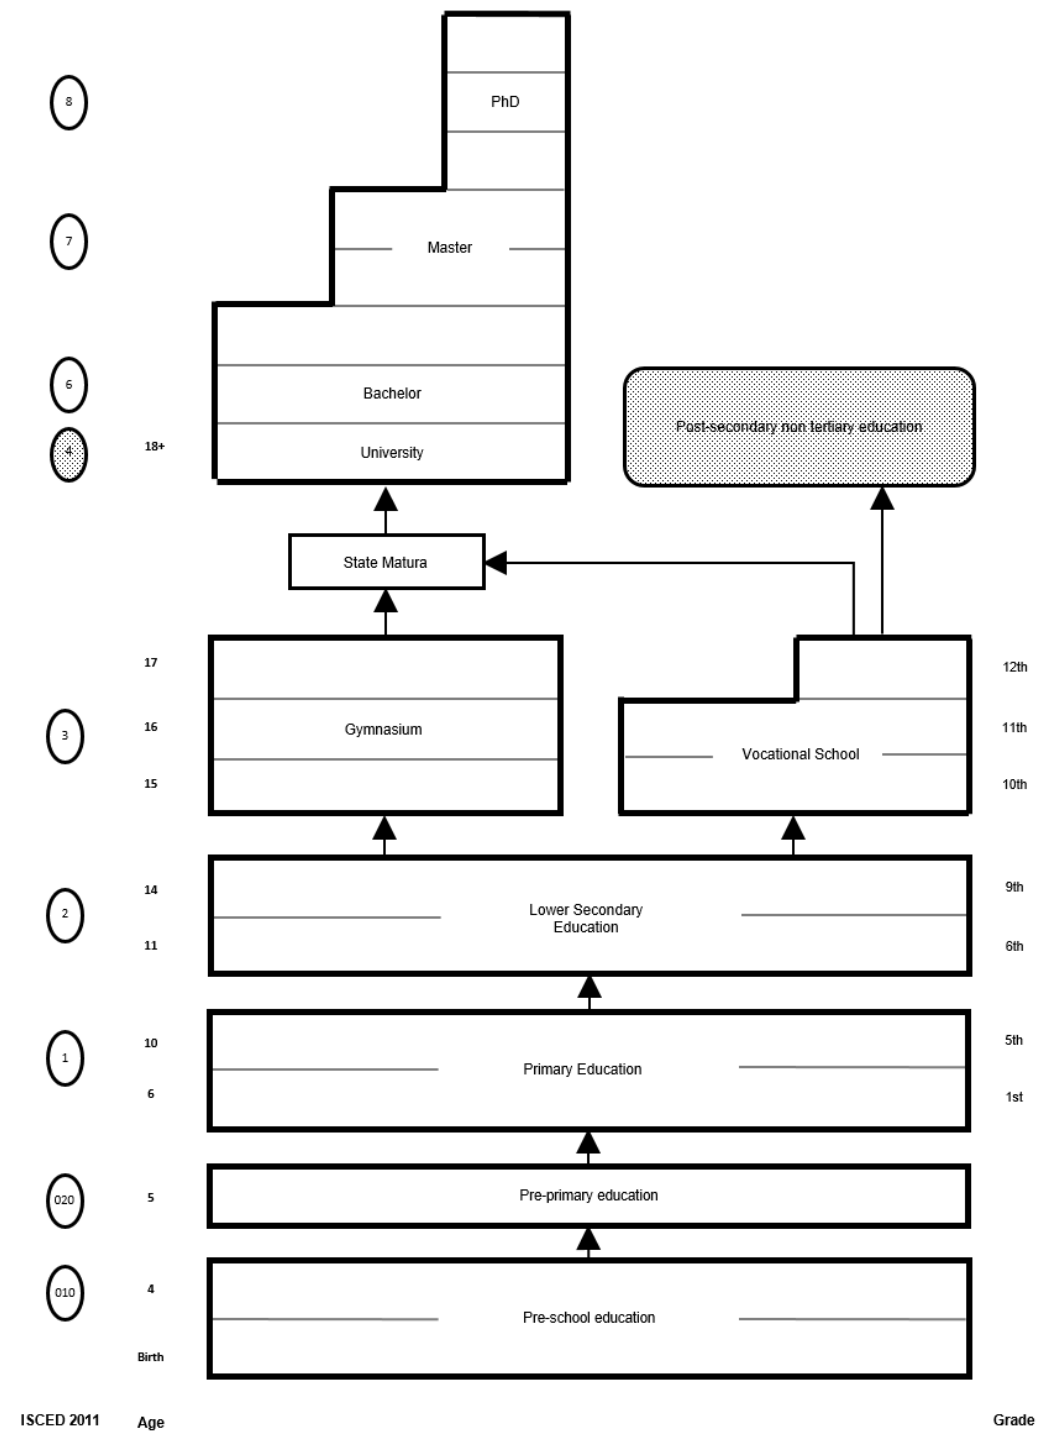 8
PhD
7
Master
6
Bachelor
4
18+
University
Post-secondary non tertiary education
State Matura
17
12th
3
16
Gymnasium
11th
Vocational School
15
10th
14
9th
2
Lower Secondary
Education
11
6th
10
5th
1
Primary Education
6
1st
020
5
Pre-primary education
010
4
Pre-school education
Birth
ISCED 2011
Age
Grade